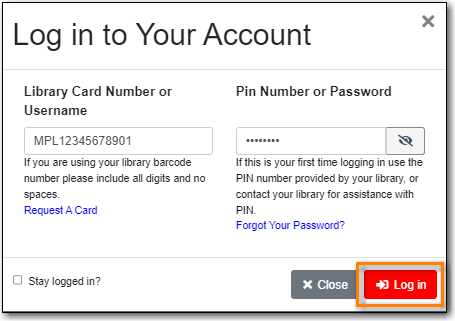 Log in to Your Account
Library Card Number or
Username
MPL12345678901
If you are using your library barcode
number please include all digits and no
spaces.
Request A Card
Pin Number or Password
••••••••
If this is your first time logging in use the
PIN number provided by your library, or
contact your library for assistance with
PIN.
Forgot Your Password?
Stay logged in?
Close
Log in